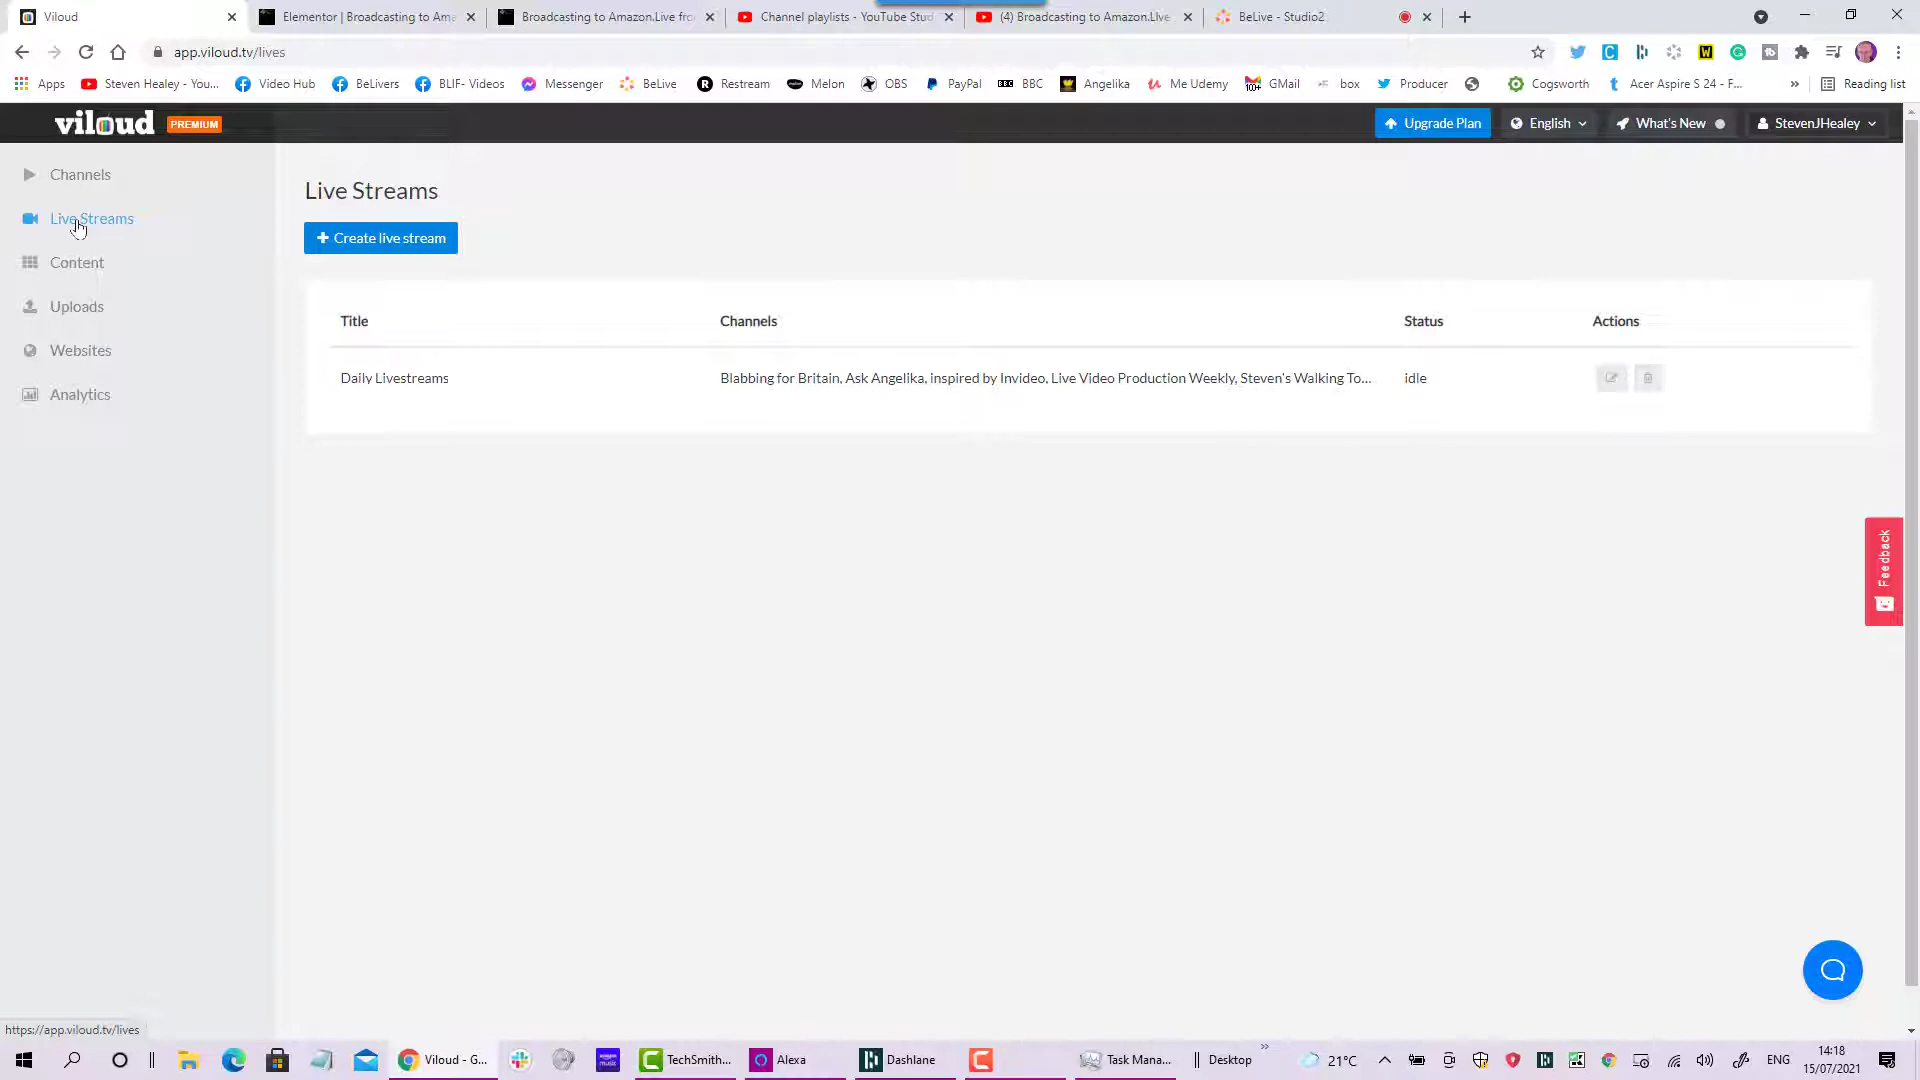 Viloud
Elementor | Broadcasting to Ama
Broadcasting to Amazon.Live fro
Channel playlists - YouTube Stud
(4) Broadcasting to Amazon.LIve
BeLive - Studio2
app.viloud.tv/lives
Apps
Steven Healey - You...
Video Hub
BeLivers
BLIF- Videos
Messenger
BeLive
Restream
Melon
OBS
PayPal
BBC
Angelika
Me Udemy
GMail
box
Producer
Cogsworth
Acer Aspire S 24 - F...
»
Reading list
viloud PREMIUM
Upgrade Plan
English
What's New
StevenJHealey
Channels
Live Streams
Content
Uploads
Websites
Analytics
Live Streams
+ Create live stream
Title Channels Status Actions
Daily Livestreams Blabbing for Britain, Ask Angelika, inspired by Invideo, Live Video Production Weekly, Steven's Walking To... idle
Feedback
https://app.viloud.tv/lives
Viloud - G...
TechSmith...
Alexa
Dashlane
Task Mana...
Desktop
21°C
ENG
14:18
15/07/2021